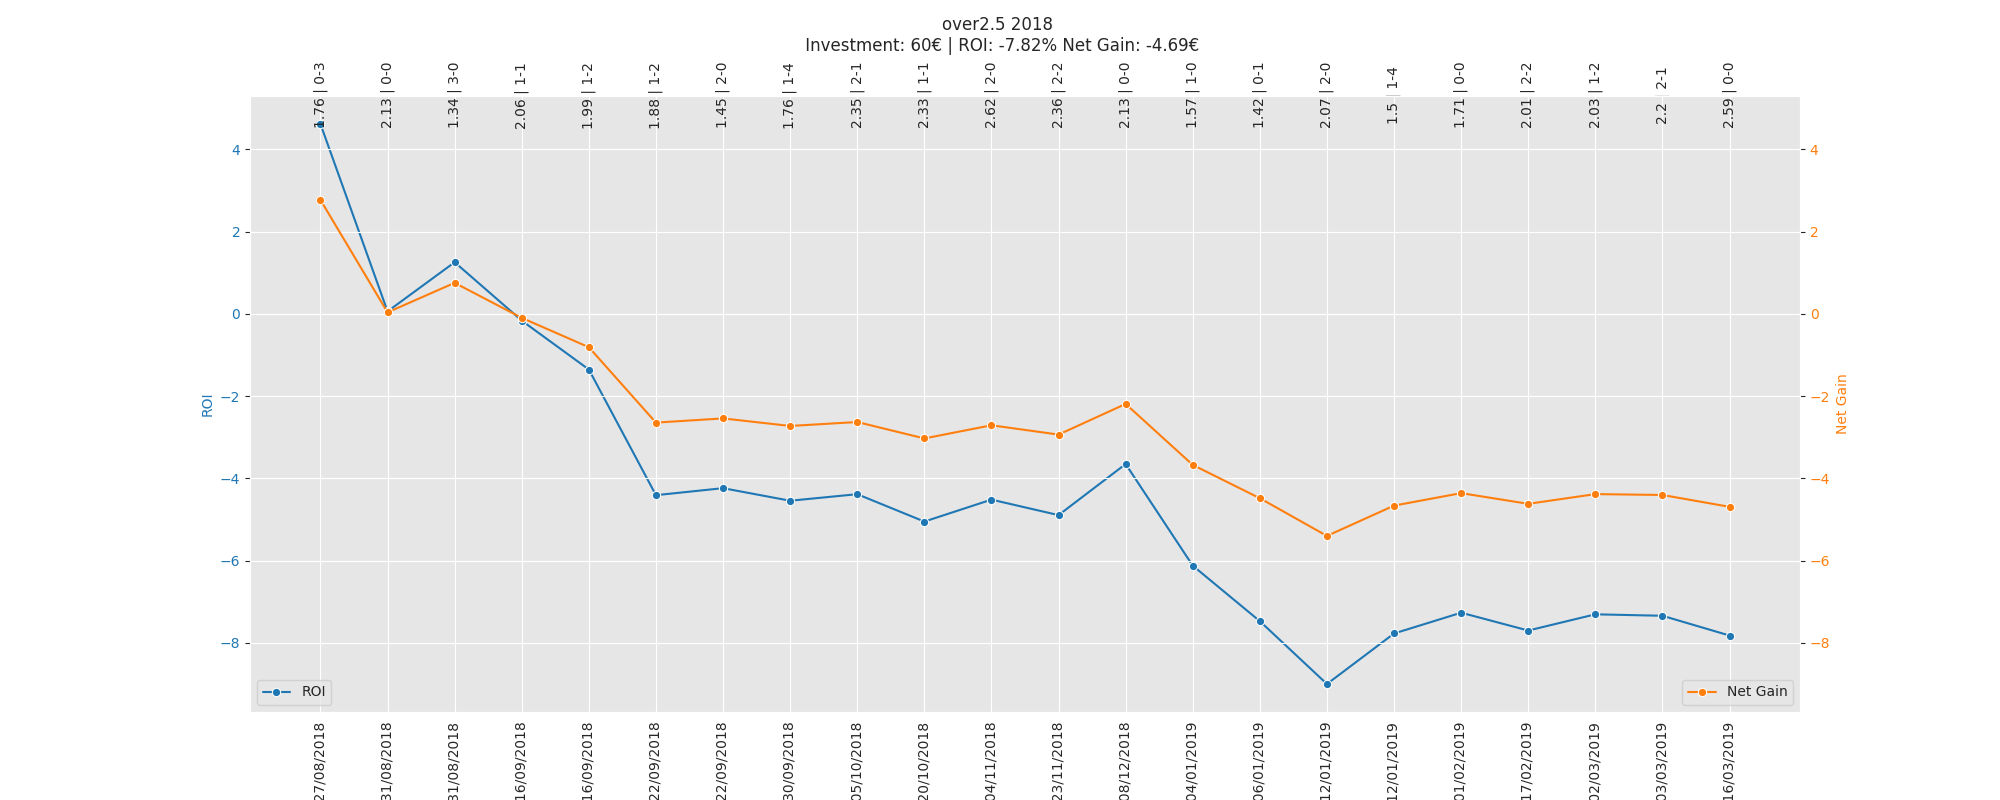 over2.5 2018
Investment: 60€ | ROI: -7.82% Net Gain: -4.69€
1.76 | 0-3
2.13 | 0-0
1.34 | 3-0
2.06 | 1-1
1.99 | 1-2
1.88 | 1-2
1.45 | 2-0
1.76 | 1-4
2.35 | 2-1
2.33 | 1-1
2.62 | 2-0
2.36 | 2-2
2.13 | 0-0
1.57 | 1-0
1.42 | 0-1
2.07 | 2-0
1.5 | 1-4
1.71 | 0-0
2.01 | 2-2
2.03 | 1-2
2.2 | 2-1
2.59 | 0-0
4
2
0
−2
−4
−6
−8
ROI
4
2
0
−2
−4
−6
−8
Net Gain
ROI
Net Gain
27/08/2018
31/08/2018
31/08/2018
16/09/2018
16/09/2018
22/09/2018
22/09/2018
30/09/2018
05/10/2018
20/10/2018
04/11/2018
23/11/2018
08/12/2018
04/01/2019
06/01/2019
12/01/2019
12/01/2019
01/02/2019
17/02/2019
02/03/2019
03/03/2019
16/03/2019